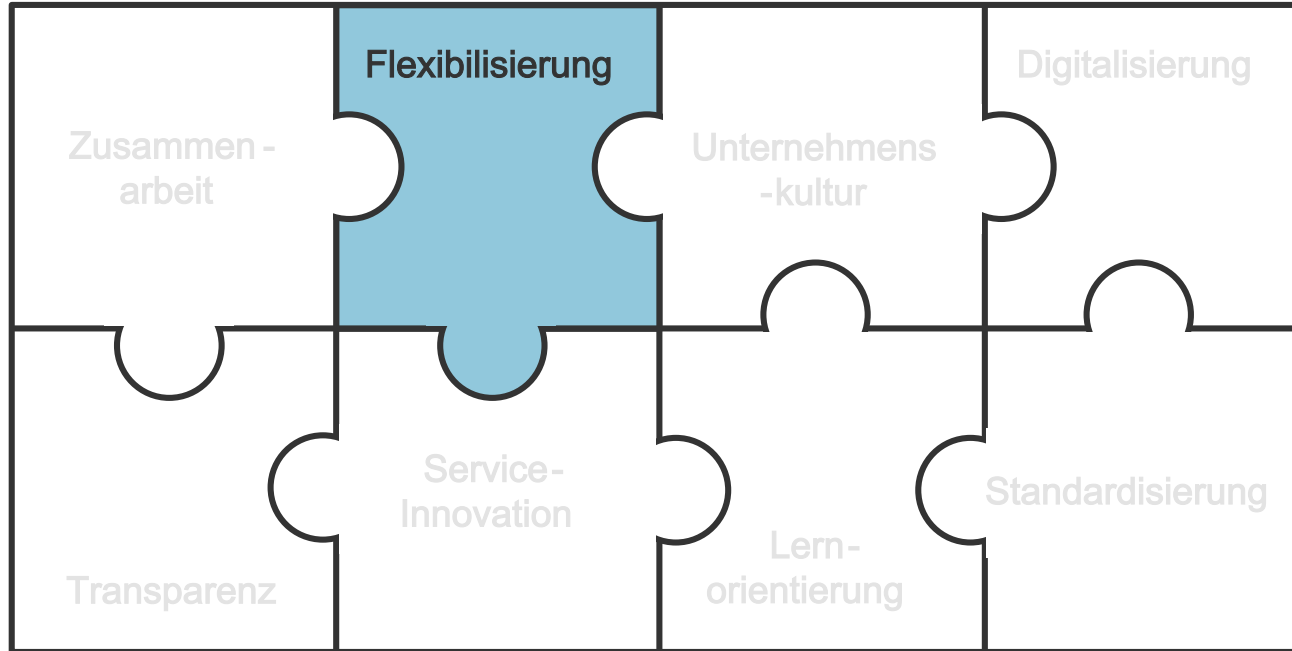 Flexibilisierung
Digitalisierung
Zusammen-
arbeit
Unternehmens
-kultur
Service-
Innovation
Standardisierung
Transparenz
Lern-
orientierung